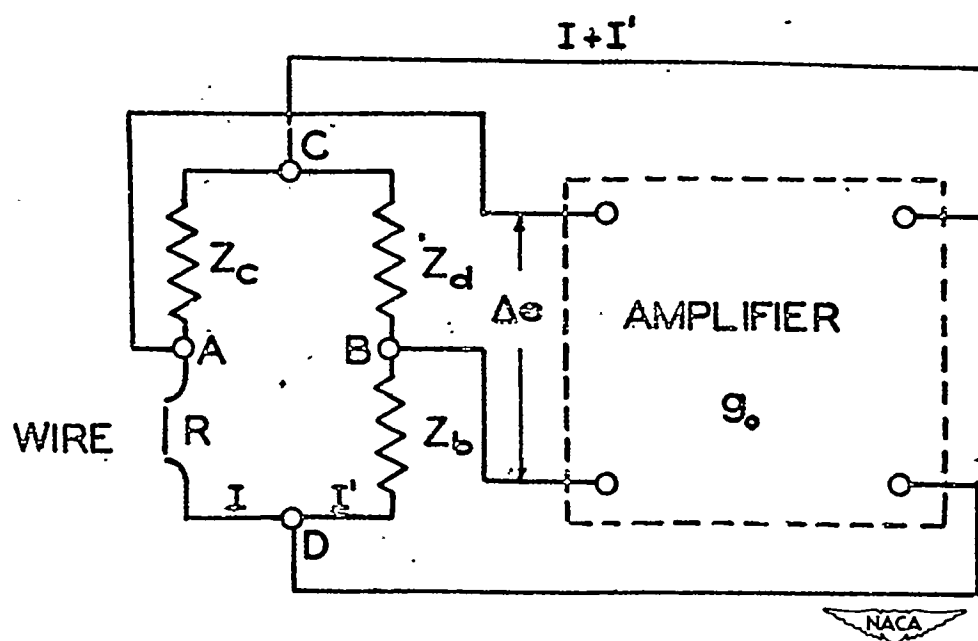 I + I'
C
Zc
Zd
Δe
AMPLIFIER
A
B
g₀
WIRE
R
Zb
I
I'
D
NACA